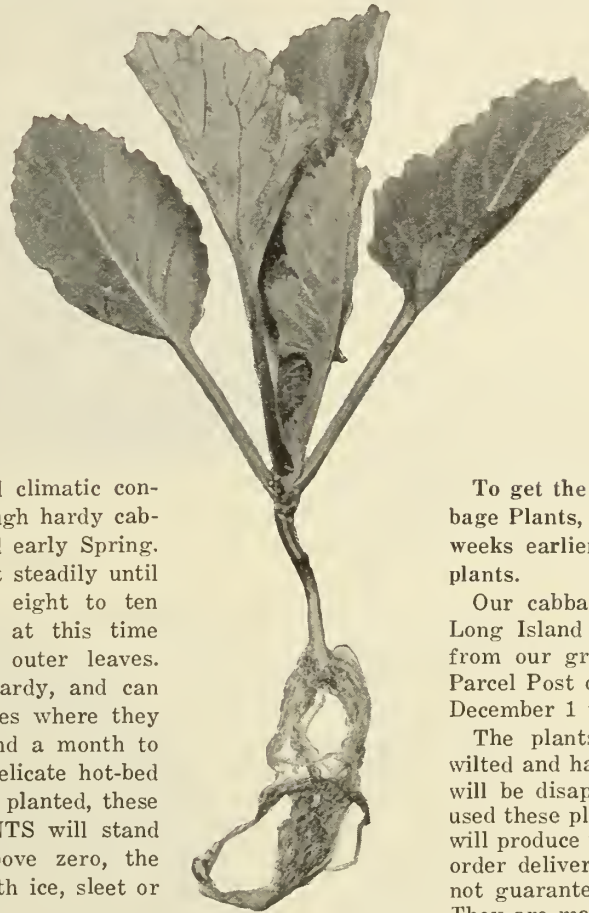 l climatic con-
gh hardy cab-
l early Spring.
t steadily until
eight to ten
at this time
outer leaves.
ardy, and can
es where they
nd a month to
elicate hot-bed
planted, these
NTS will stand
ove zero, the
th ice, sleet or
To get the
bage Plants,
weeks earlier
plants.
Our cabba
Long Island
from our gr
Parcel Post o
December 1
The plants
wilted and ha
will be disap
used these pl
will produce
order deliver
not guarante
They are mo